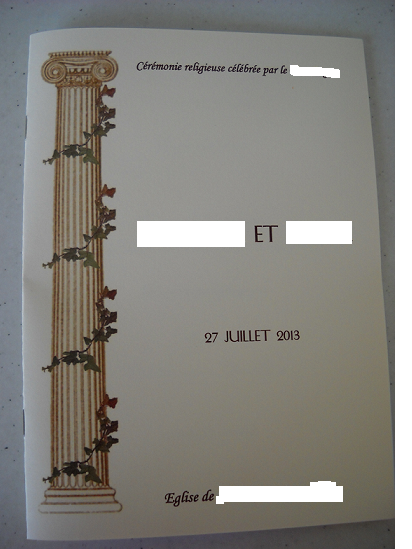 Cérémonie religieuse célébrée par le
ET
27 JUILLET 2013
Eglise de